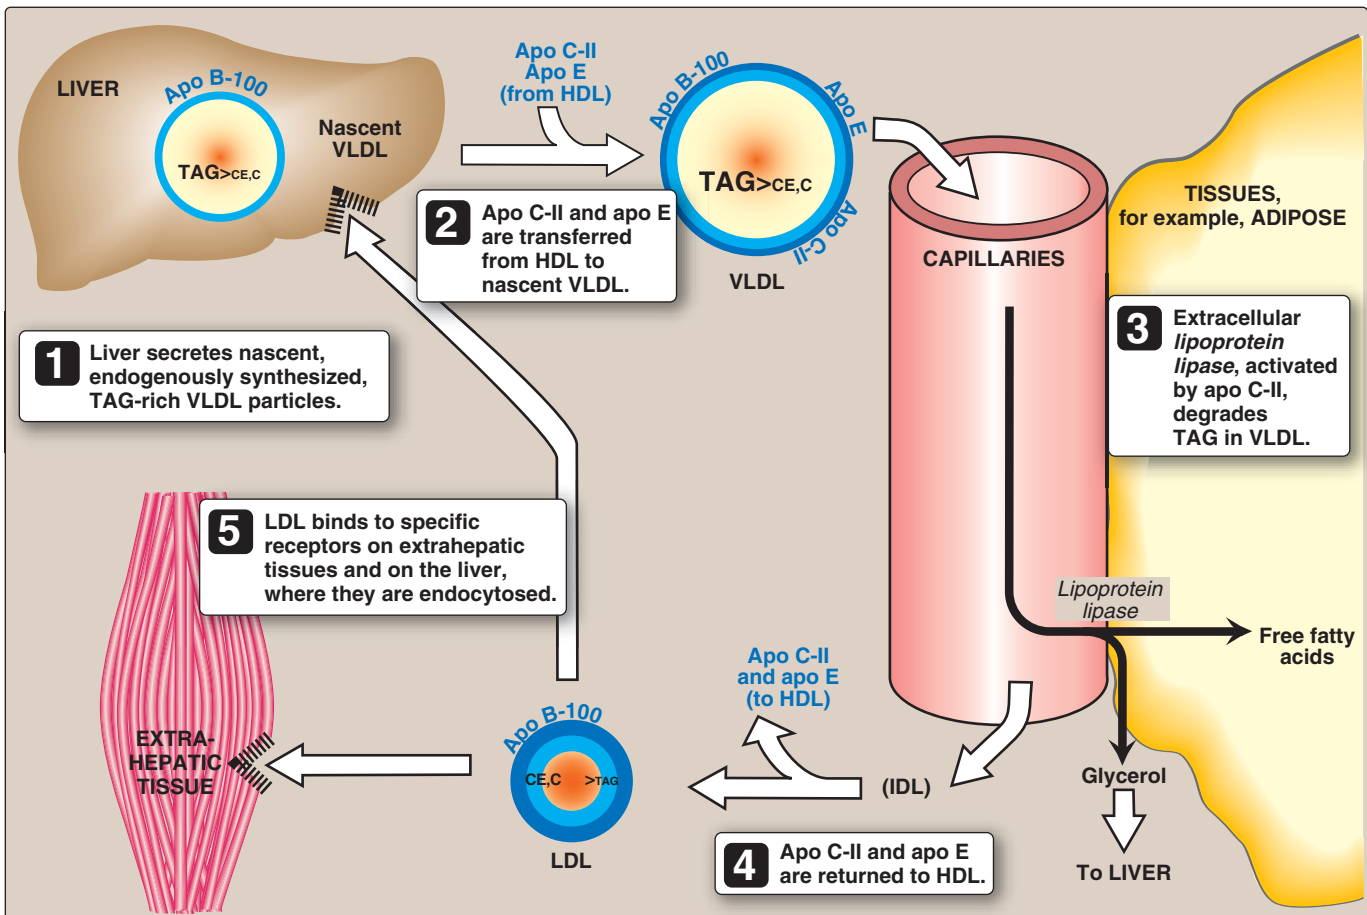 LIVER
Apo B-100
Nascent
VLDL
TAG>CE,C
Apo C-II
Apo E
(from HDL)
Apo B-100
Apo E
Apo C-II
TAG>CE,C
VLDL
2 Apo C-II and apo E
are transferred
from HDL to
nascent VLDL.
CAPILLARIES
TISSUES,
for example, ADIPOSE
1 Liver secretes nascent,
endogenously synthesized,
TAG-rich VLDL particles.
3 Extracellular
lipoprotein
lipase, activated
by apo C-II,
degrades
TAG in VLDL.
5 LDL binds to specific
receptors on extrahepatic
tissues and on the liver,
where they are endocytosed.
Lipoprotein
lipase
Free fatty
acids
Apo C-II
and apo E
(to HDL)
EXTRA-
HEPATIC
TISSUE
Apo B-100
CE,C >TAG
LDL
(IDL)
Glycerol
To LIVER
4 Apo C-II and apo E
are returned to HDL.